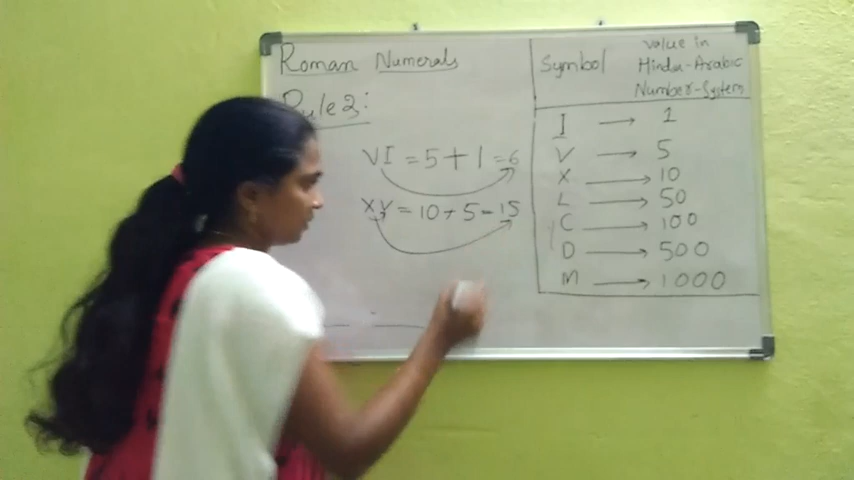 Roman Numerals
Rule 3:
VI = 5 + 1 = 6
XV = 10 + 5 = 15
Symbol
value in
Hindu-Arabic
Number-System
I → 1
V → 5
X → 10
L → 50
C → 100
D → 500
M → 1000